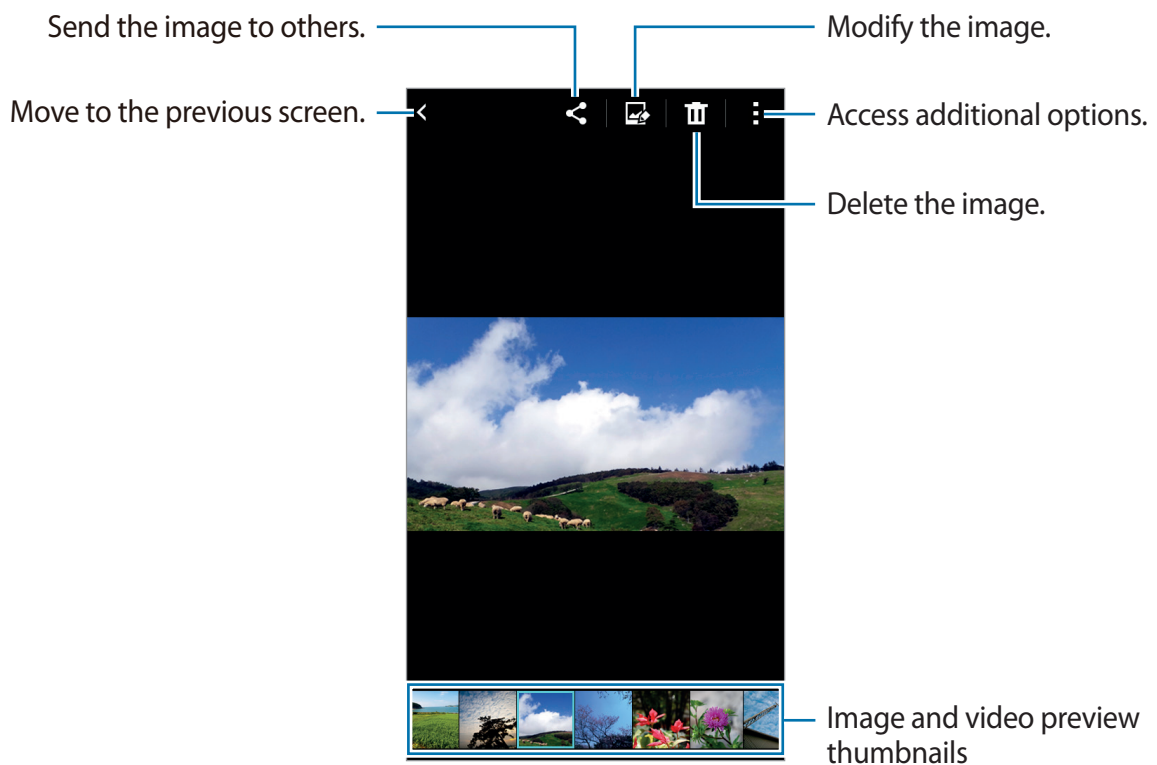 Send the image to others.
Modify the image.
Move to the previous screen.
Access additional options.
Delete the image.
Image and video preview
thumbnails